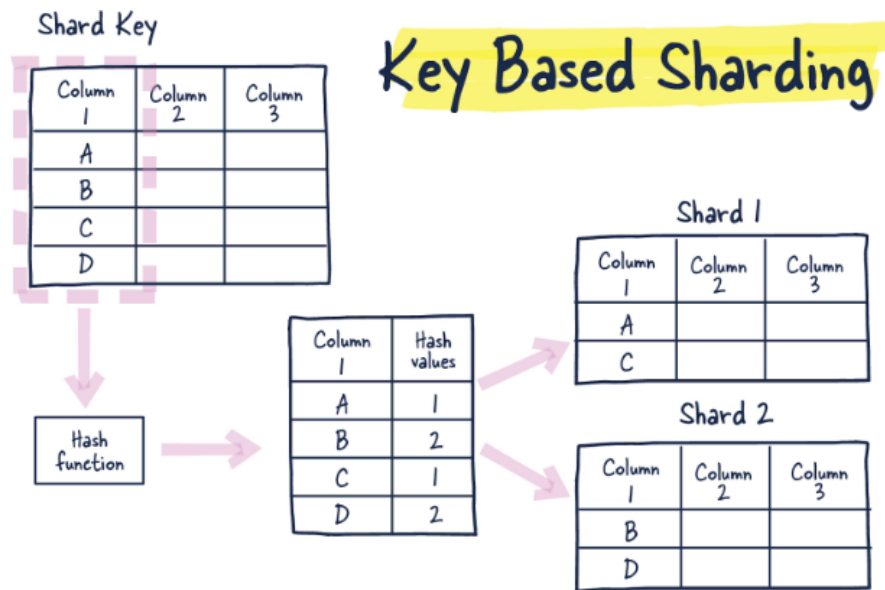 Shard Key
Key Based Sharding
Column 1 Column 2 Column 3
A
B
C
D
Hash function
Column 1 Hash values
A 1
B 2
C 1
D 2
Shard 1
Column 1 Column 2 Column 3
A
C
Shard 2
Column 1 Column 2 Column 3
B
D